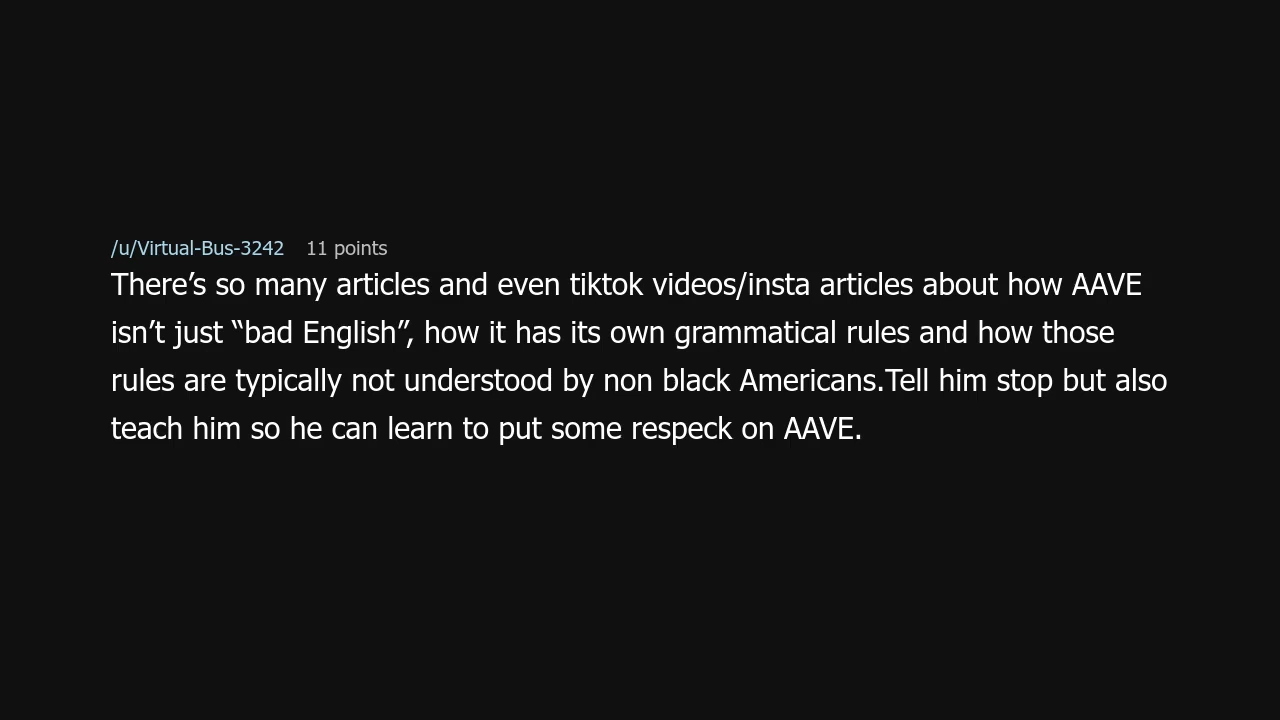 /u/Virtual-Bus-3242 11 points
There’s so many articles and even tiktok videos/insta articles about how AAVE
isn’t just “bad English”, how it has its own grammatical rules and how those
rules are typically not understood by non black Americans.Tell him stop but also
teach him so he can learn to put some respeck on AAVE.